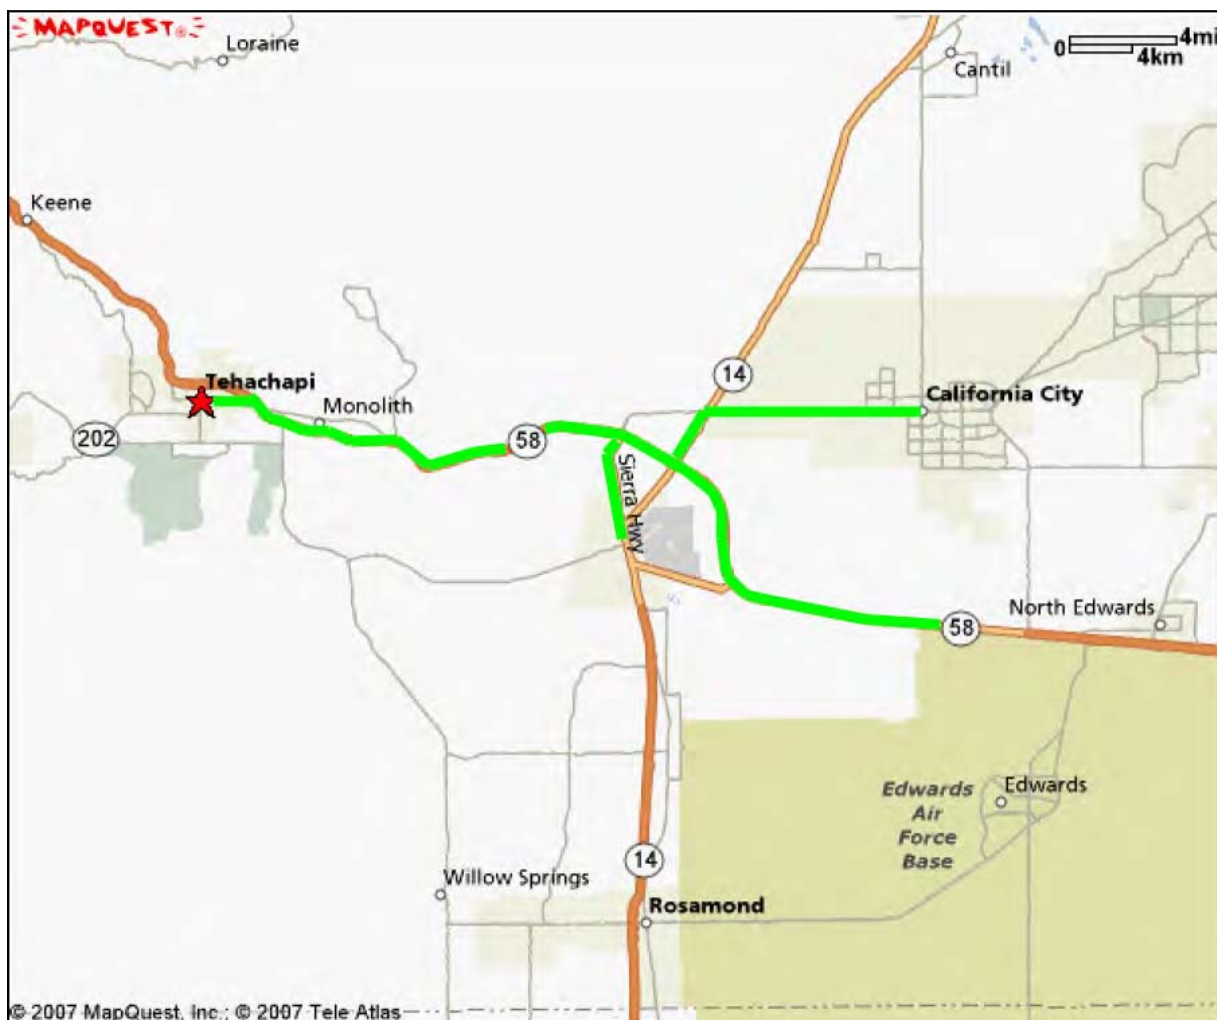 MAPQUEST®
Loraine
0
4mi
4km
Cantil
Keene
Tehachapi
Monolith
14
California City
202
58
Sierra Hwy
North Edwards
58
Edwards
Edwards
Air
Force
Base
14
Willow Springs
Rosamond
© 2007 MapQuest, Inc.; © 2007 Tele Atlas